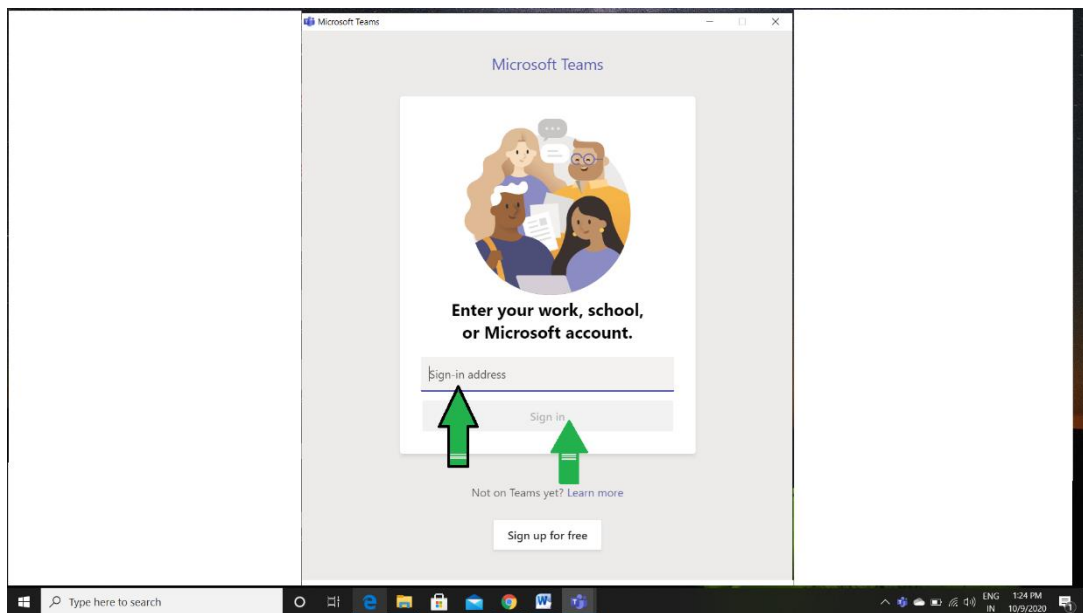 Microsoft Teams
Microsoft Teams
Enter your work, school,
or Microsoft account.
Sign-in address
Sign in
Not on Teams yet? Learn more
Sign up for free
Type here to search
ENG
IN
1:24 PM
10/9/2020